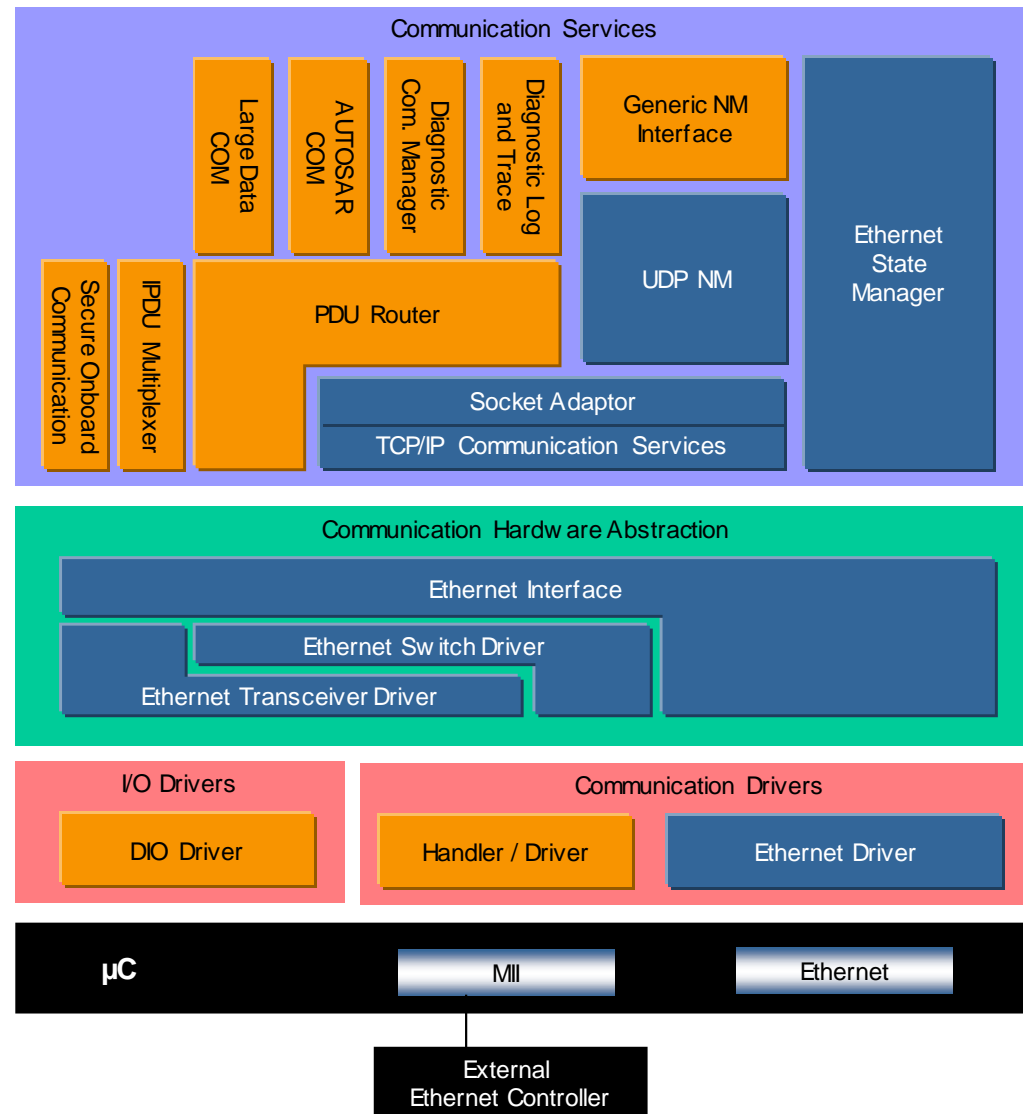 Communication Services
Large Data
COM
AUTOSAR
COM
Diagnostic
Com. Manager
Diagnostic Log
and Trace
Generic NM
Interface
Ethernet
State
Manager
UDP NM
Secure Onboard
Communication
IPDU Multiplexer
PDU Router
Socket Adaptor
TCP/IP Communication Services
Communication Hardware Abstraction
Ethernet Interface
Ethernet Switch Driver
Ethernet Transceiver Driver
I/O Drivers
DIO Driver
Communication Drivers
Handler / Driver
Ethernet Driver
µC
MII
Ethernet
External
Ethernet Controller